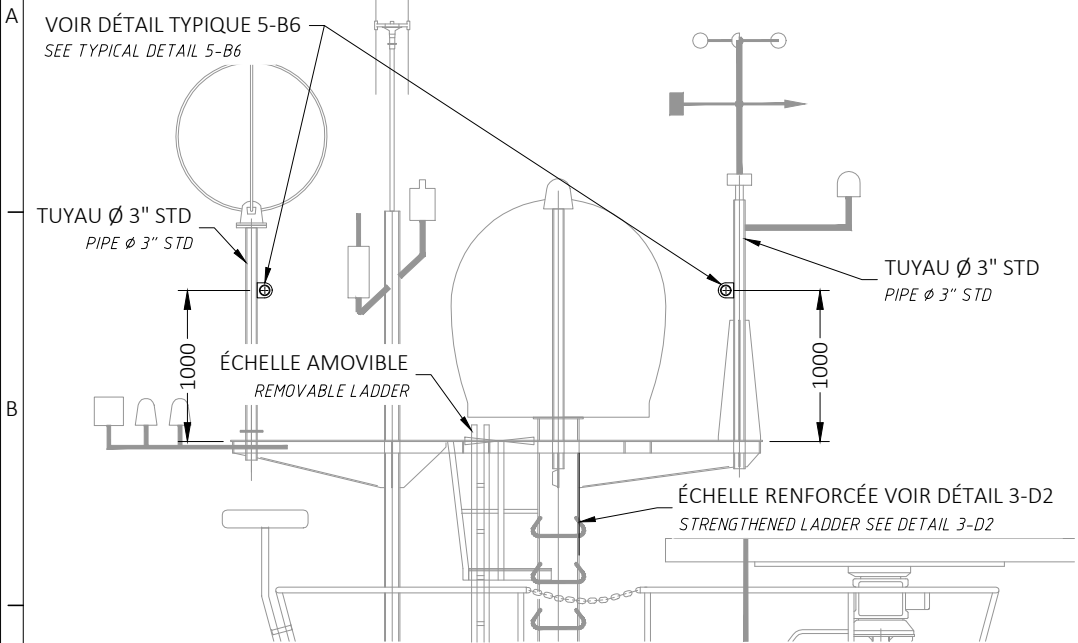 A
VOIR DÉTAIL TYPIQUE 5-B6
SEE TYPICAL DETAIL 5-B6
TUYAU Ø 3" STD
PIPE Ø 3" STD
TUYAU Ø 3" STD
PIPE Ø 3" STD
1000
1000
ÉCHELLE AMOVIBLE
REMOVABLE LADDER
B
ÉCHELLE RENFORCÉE VOIR DÉTAIL 3-D2
STRENGTHENED LADDER SEE DETAIL 3-D2